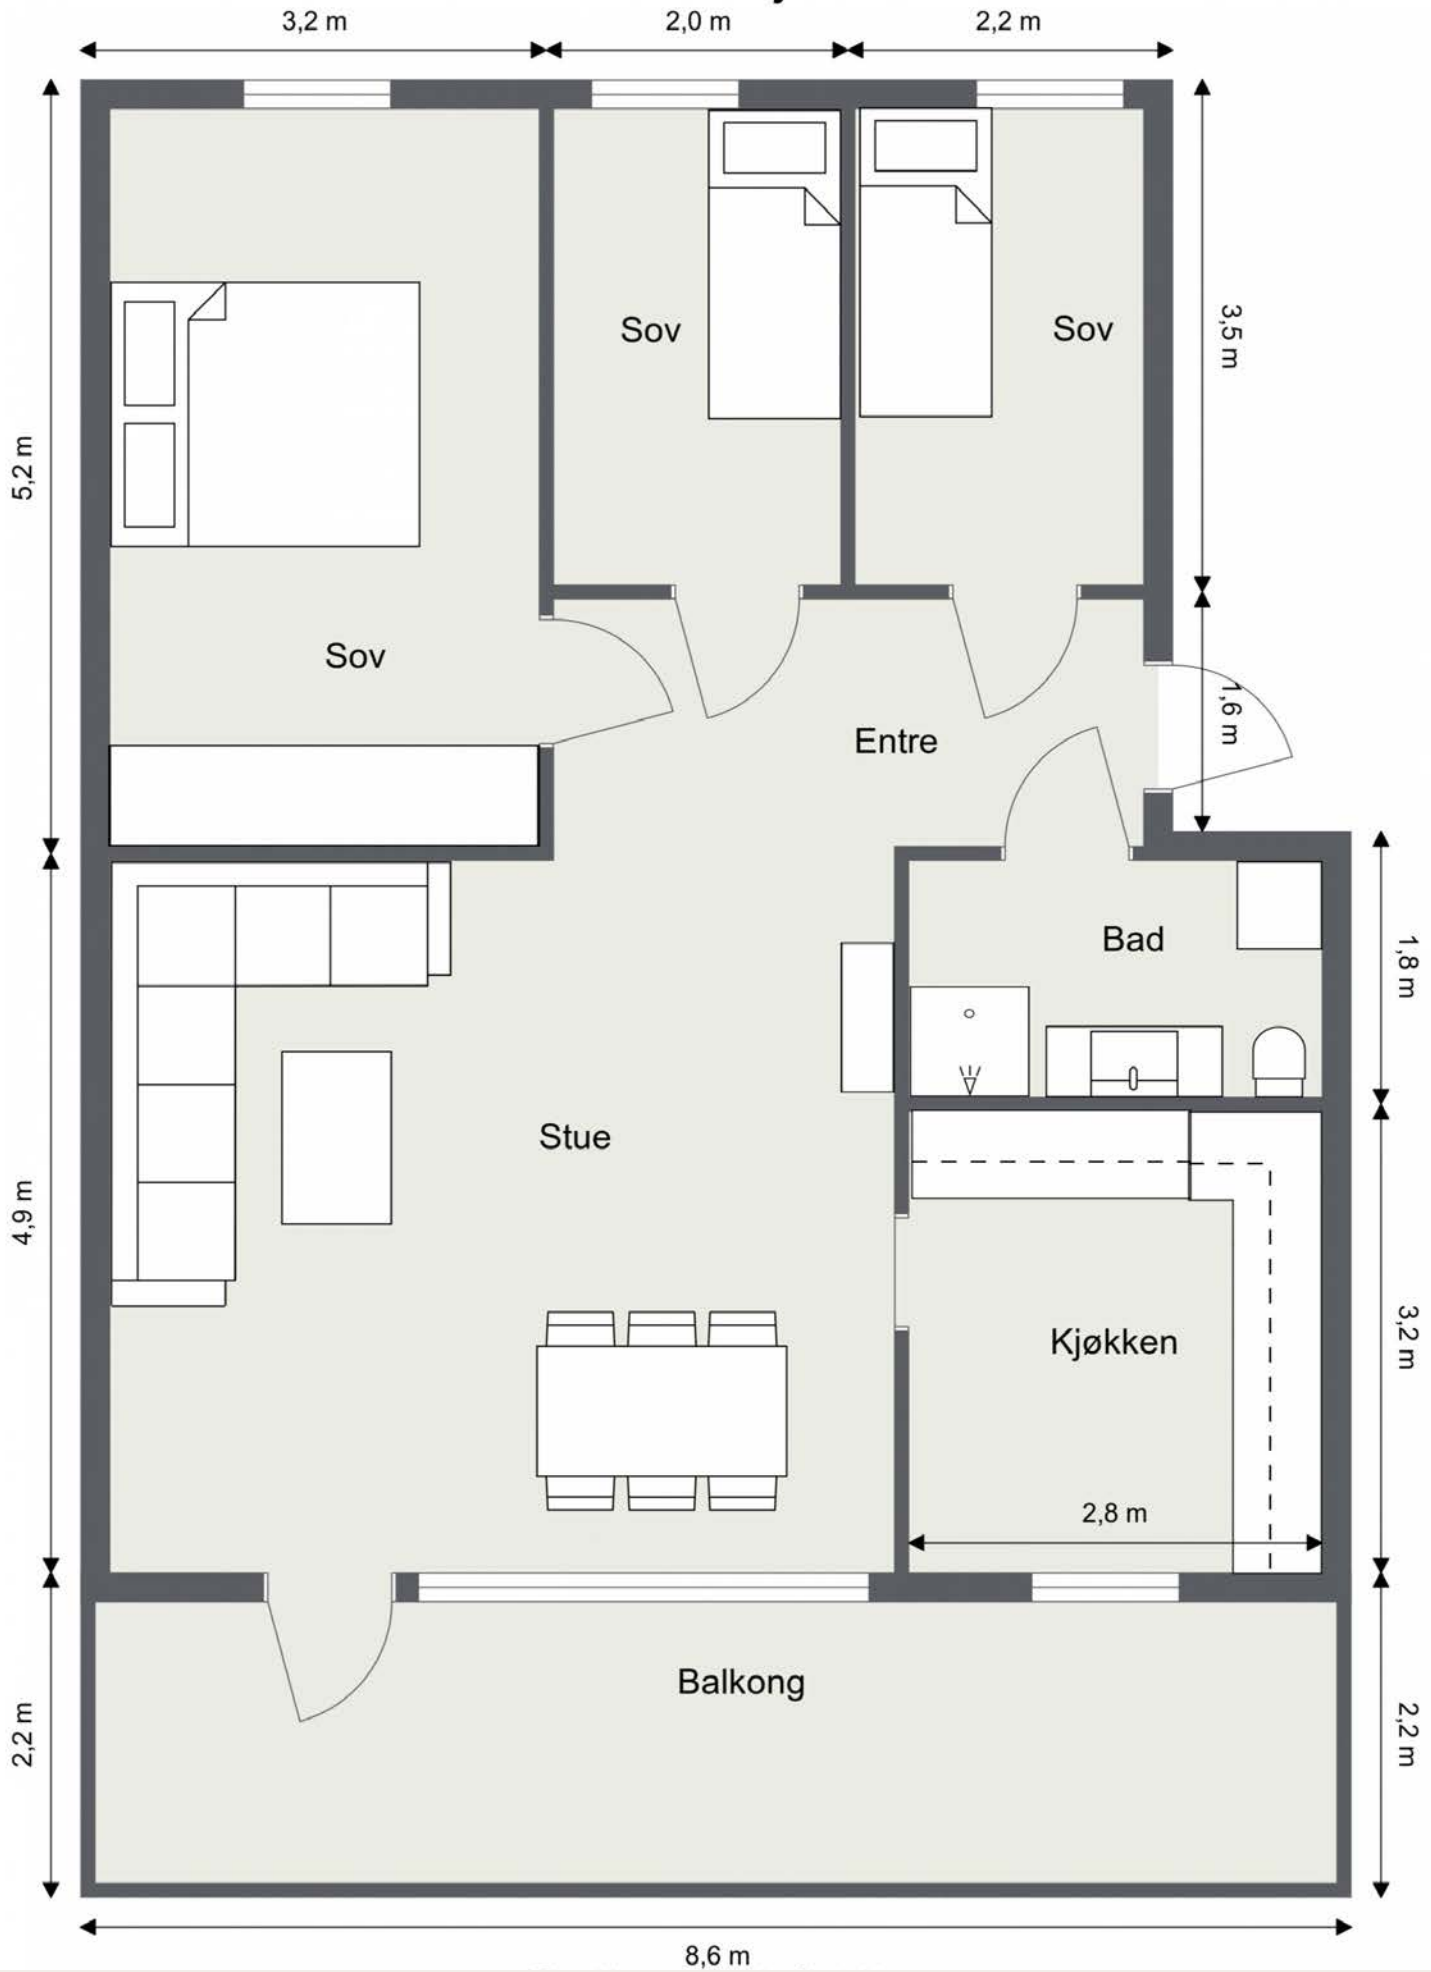 3,2 m
2,0 m
2,2 m
5,2 m
3,5 m
Sov
Sov
Sov
1,6 m
Entre
Bad
1,8 m
Stue
4,9 m
3,2 m
Kjøkken
2,8 m
Balkong
2,2 m
2,2 m
8,6 m